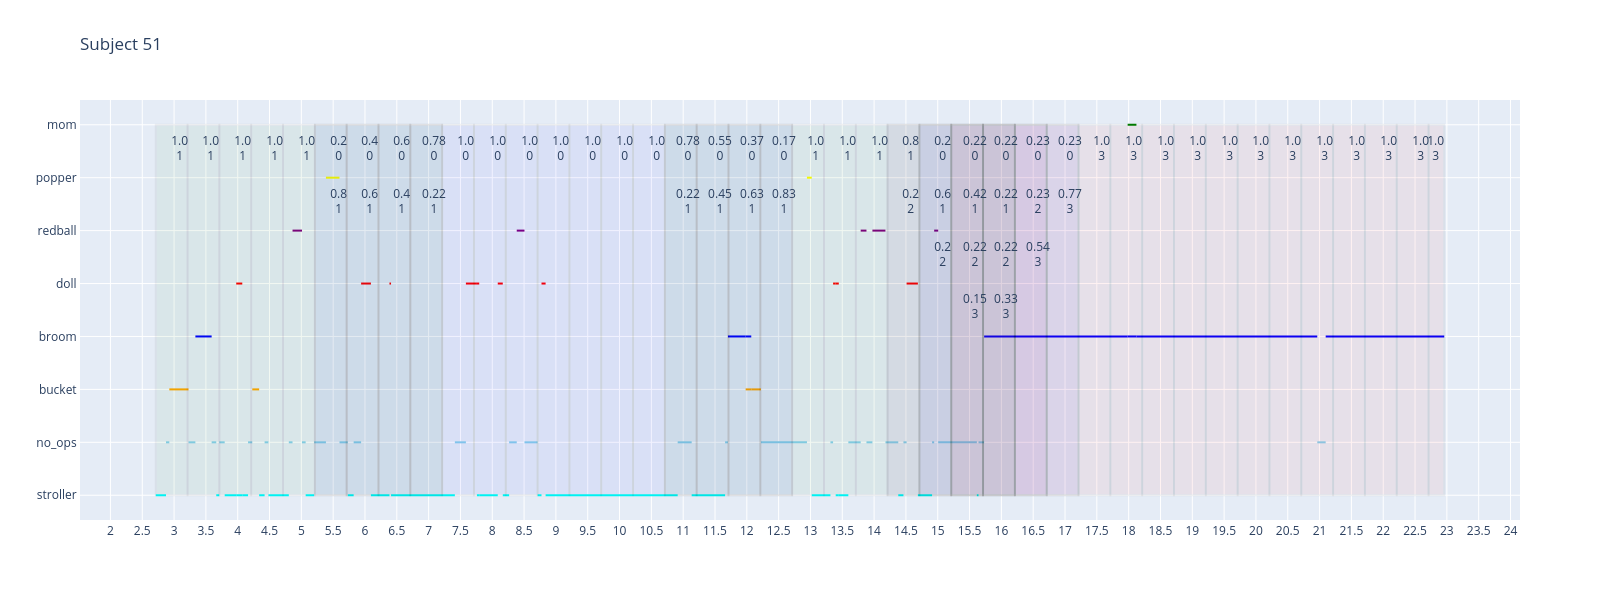 Subject 51
mom
1.0 1.0 1.0 1.0 1.0 0.2 0.4 0.6 0.78 1.0 1.0 1.0 1.0 1.0 1.0 1.0 0.78 0.55 0.37 0.17 1.0 1.0 1.0 0.8 0.2 0.22 0.22 0.23 0.23 1.0 1.0 1.0 1.0 1.0 1.0 1.0 1.0 1.0 1.0 1.0 1.0
1 1 1 1 1 0 0 0 0 0 0 0 0 0 0 0 0 0 0 0 1 1 1 1 0 0 0 0 0 3 3 3 3 3 3 3 3 3 3 3 3
popper
0.8 0.6 0.4 0.22 0.22 0.45 0.63 0.83 0.2 0.6 0.42 0.22 0.23 0.77
1 1 1 1 1 1 1 1 2 1 1 1 2 3
redball
0.2 0.22 0.22 0.54
2 2 2 3
doll
0.15 0.33
3 3
broom
bucket
no_ops
stroller
2 2.5 3 3.5 4 4.5 5 5.5 6 6.5 7 7.5 8 8.5 9 9.5 10 10.5 11 11.5 12 12.5 13 13.5 14 14.5 15 15.5 16 16.5 17 17.5 18 18.5 19 19.5 20 20.5 21 21.5 22 22.5 23 23.5 24